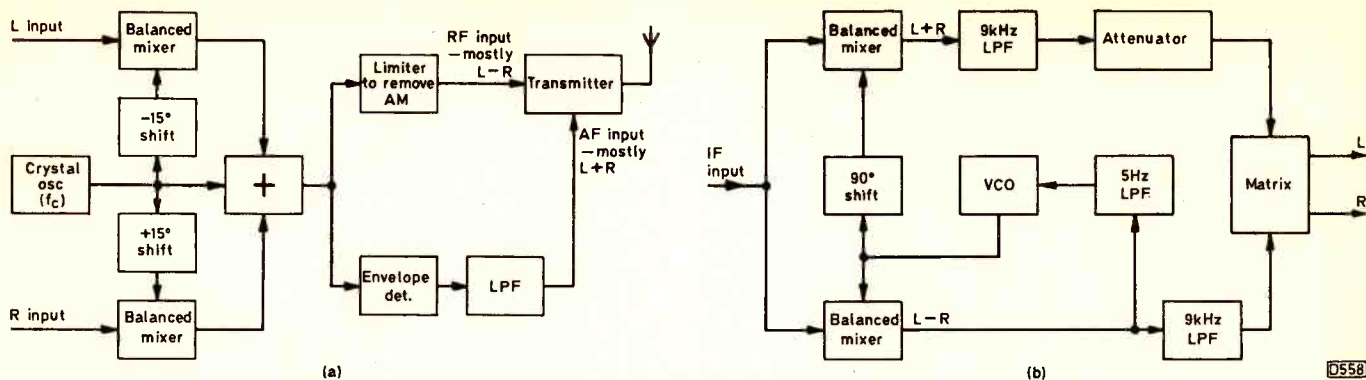 L input
Balanced
mixer
-15°
shift
Crystal
osc
(fc)
+15°
shift
R input
Balanced
mixer
+
Limiter
to remove
AM
RF input
-mostly
L-R
Transmitter
AF input
-mostly
L+R
Envelope
det.
LPF
(a)
IF
input
Balanced
mixer
L+R
9kHz
LPF
Attenuator
90°
shift
VCO
5Hz
LPF
Matrix
L
R
Balanced
mixer
L-R
9kHz
LPF
(b)
D558